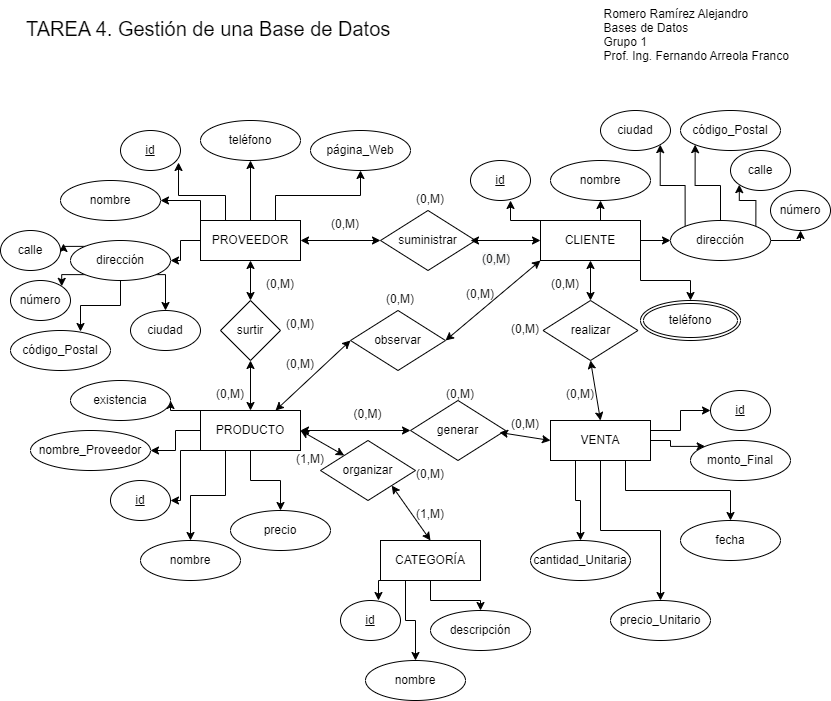 TAREA 4. Gestión de una Base de Datos
Romero Ramírez Alejandro
Bases de Datos
Grupo 1
Prof. Ing. Fernando Arreola Franco
id
teléfono
página_Web
nombre
PROVEEDOR
calle
dirección
número
código_Postal
ciudad
(0,M)
suministrar
(0,M)
(0,M)
id
nombre
ciudad
código_Postal
calle
número
CLIENTE
dirección
teléfono
(0,M)
surtir
(0,M)
(0,M)
(0,M)
observar
(0,M)
(0,M)
(0,M)
realizar
(0,M)
(0,M)
existencia
nombre_Proveedor
PRODUCTO
id
nombre
precio
(0,M)
generar
(0,M)
(0,M)
VENTA
id
monto_Final
cantidad_Unitaria
precio_Unitario
fecha
(1,M)
organizar
(0,M)
(1,M)
CATEGORÍA
id
descripción
nombre